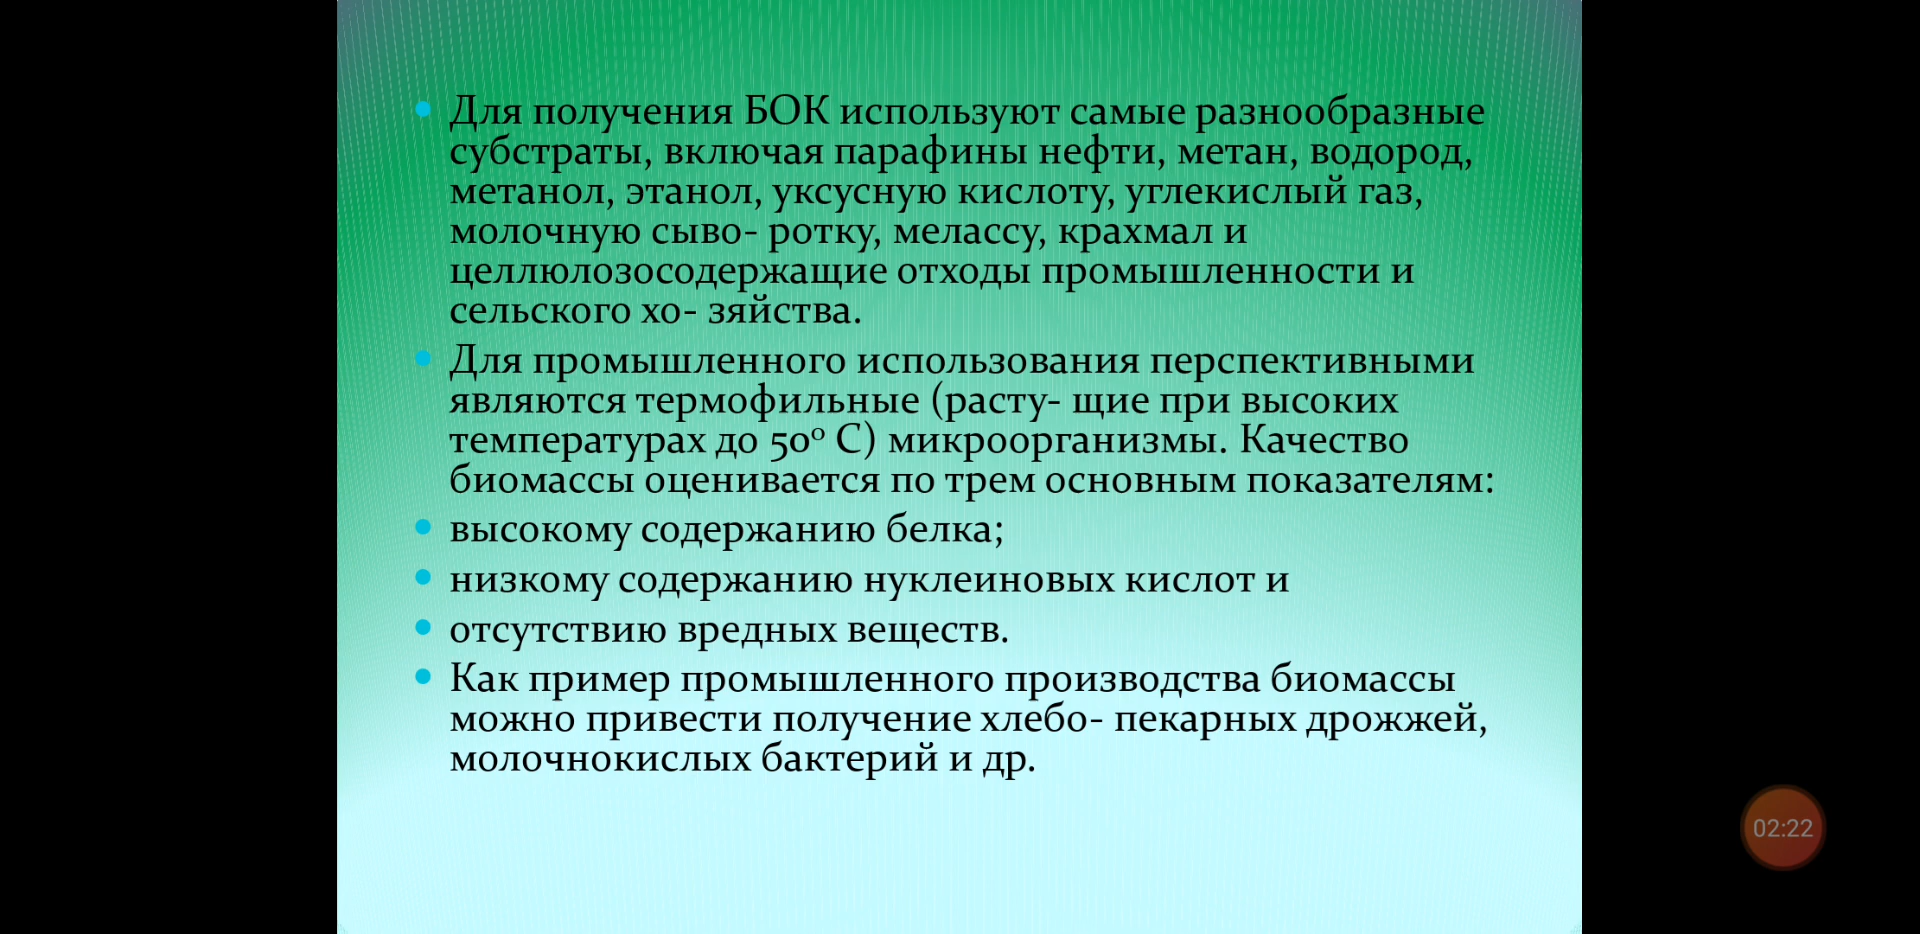 Для получения БОК используют самые разнообразные
субстраты, включая парафины нефти, метан, водород,
метанол, этанол, уксусную кислоту, углекислый газ,
молочную сыво- ротку, мелассу, крахмал и
целлюлозосодержащие отходы промышленности и
сельского хо- зяйства.
Для промышленного использования перспективными
являются термофильные (расту- щие при высоких
температурах до 50⁰ С) микроорганизмы. Качество
биомассы оценивается по трем основным показателям:
высокому содержанию белка;
низкому содержанию нуклеиновых кислот и
отсутствию вредных веществ.
Как пример промышленного производства биомассы
можно привести получение хлебо- пекарных дрожжей,
молочнокислых бактерий и др.
02:22